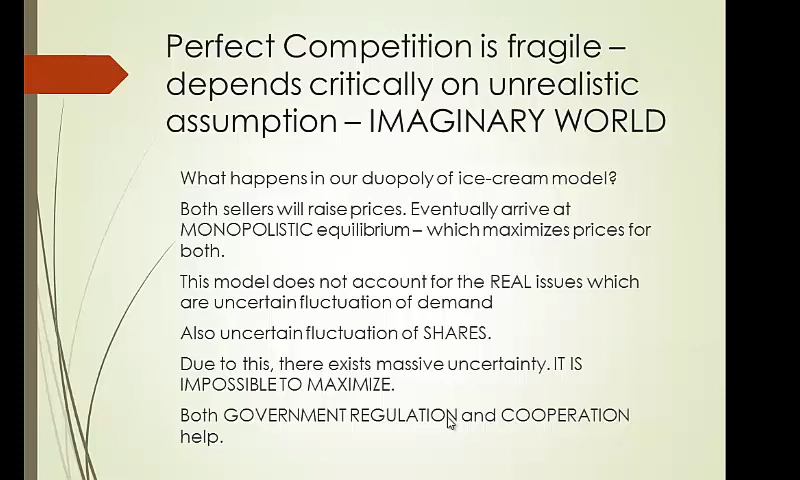 Perfect Competition is fragile –
depends critically on unrealistic
assumption – IMAGINARY WORLD
What happens in our duopoly of ice-cream model?
Both sellers will raise prices. Eventually arrive at
MONOPOLISTIC equilibrium – which maximizes prices for
both.
This model does not account for the REAL issues which
are uncertain fluctuation of demand
Also uncertain fluctuation of SHARES.
Due to this, there exists massive uncertainty. IT IS
IMPOSSIBLE TO MAXIMIZE.
Both GOVERNMENT REGULATION and COOPERATION
help.